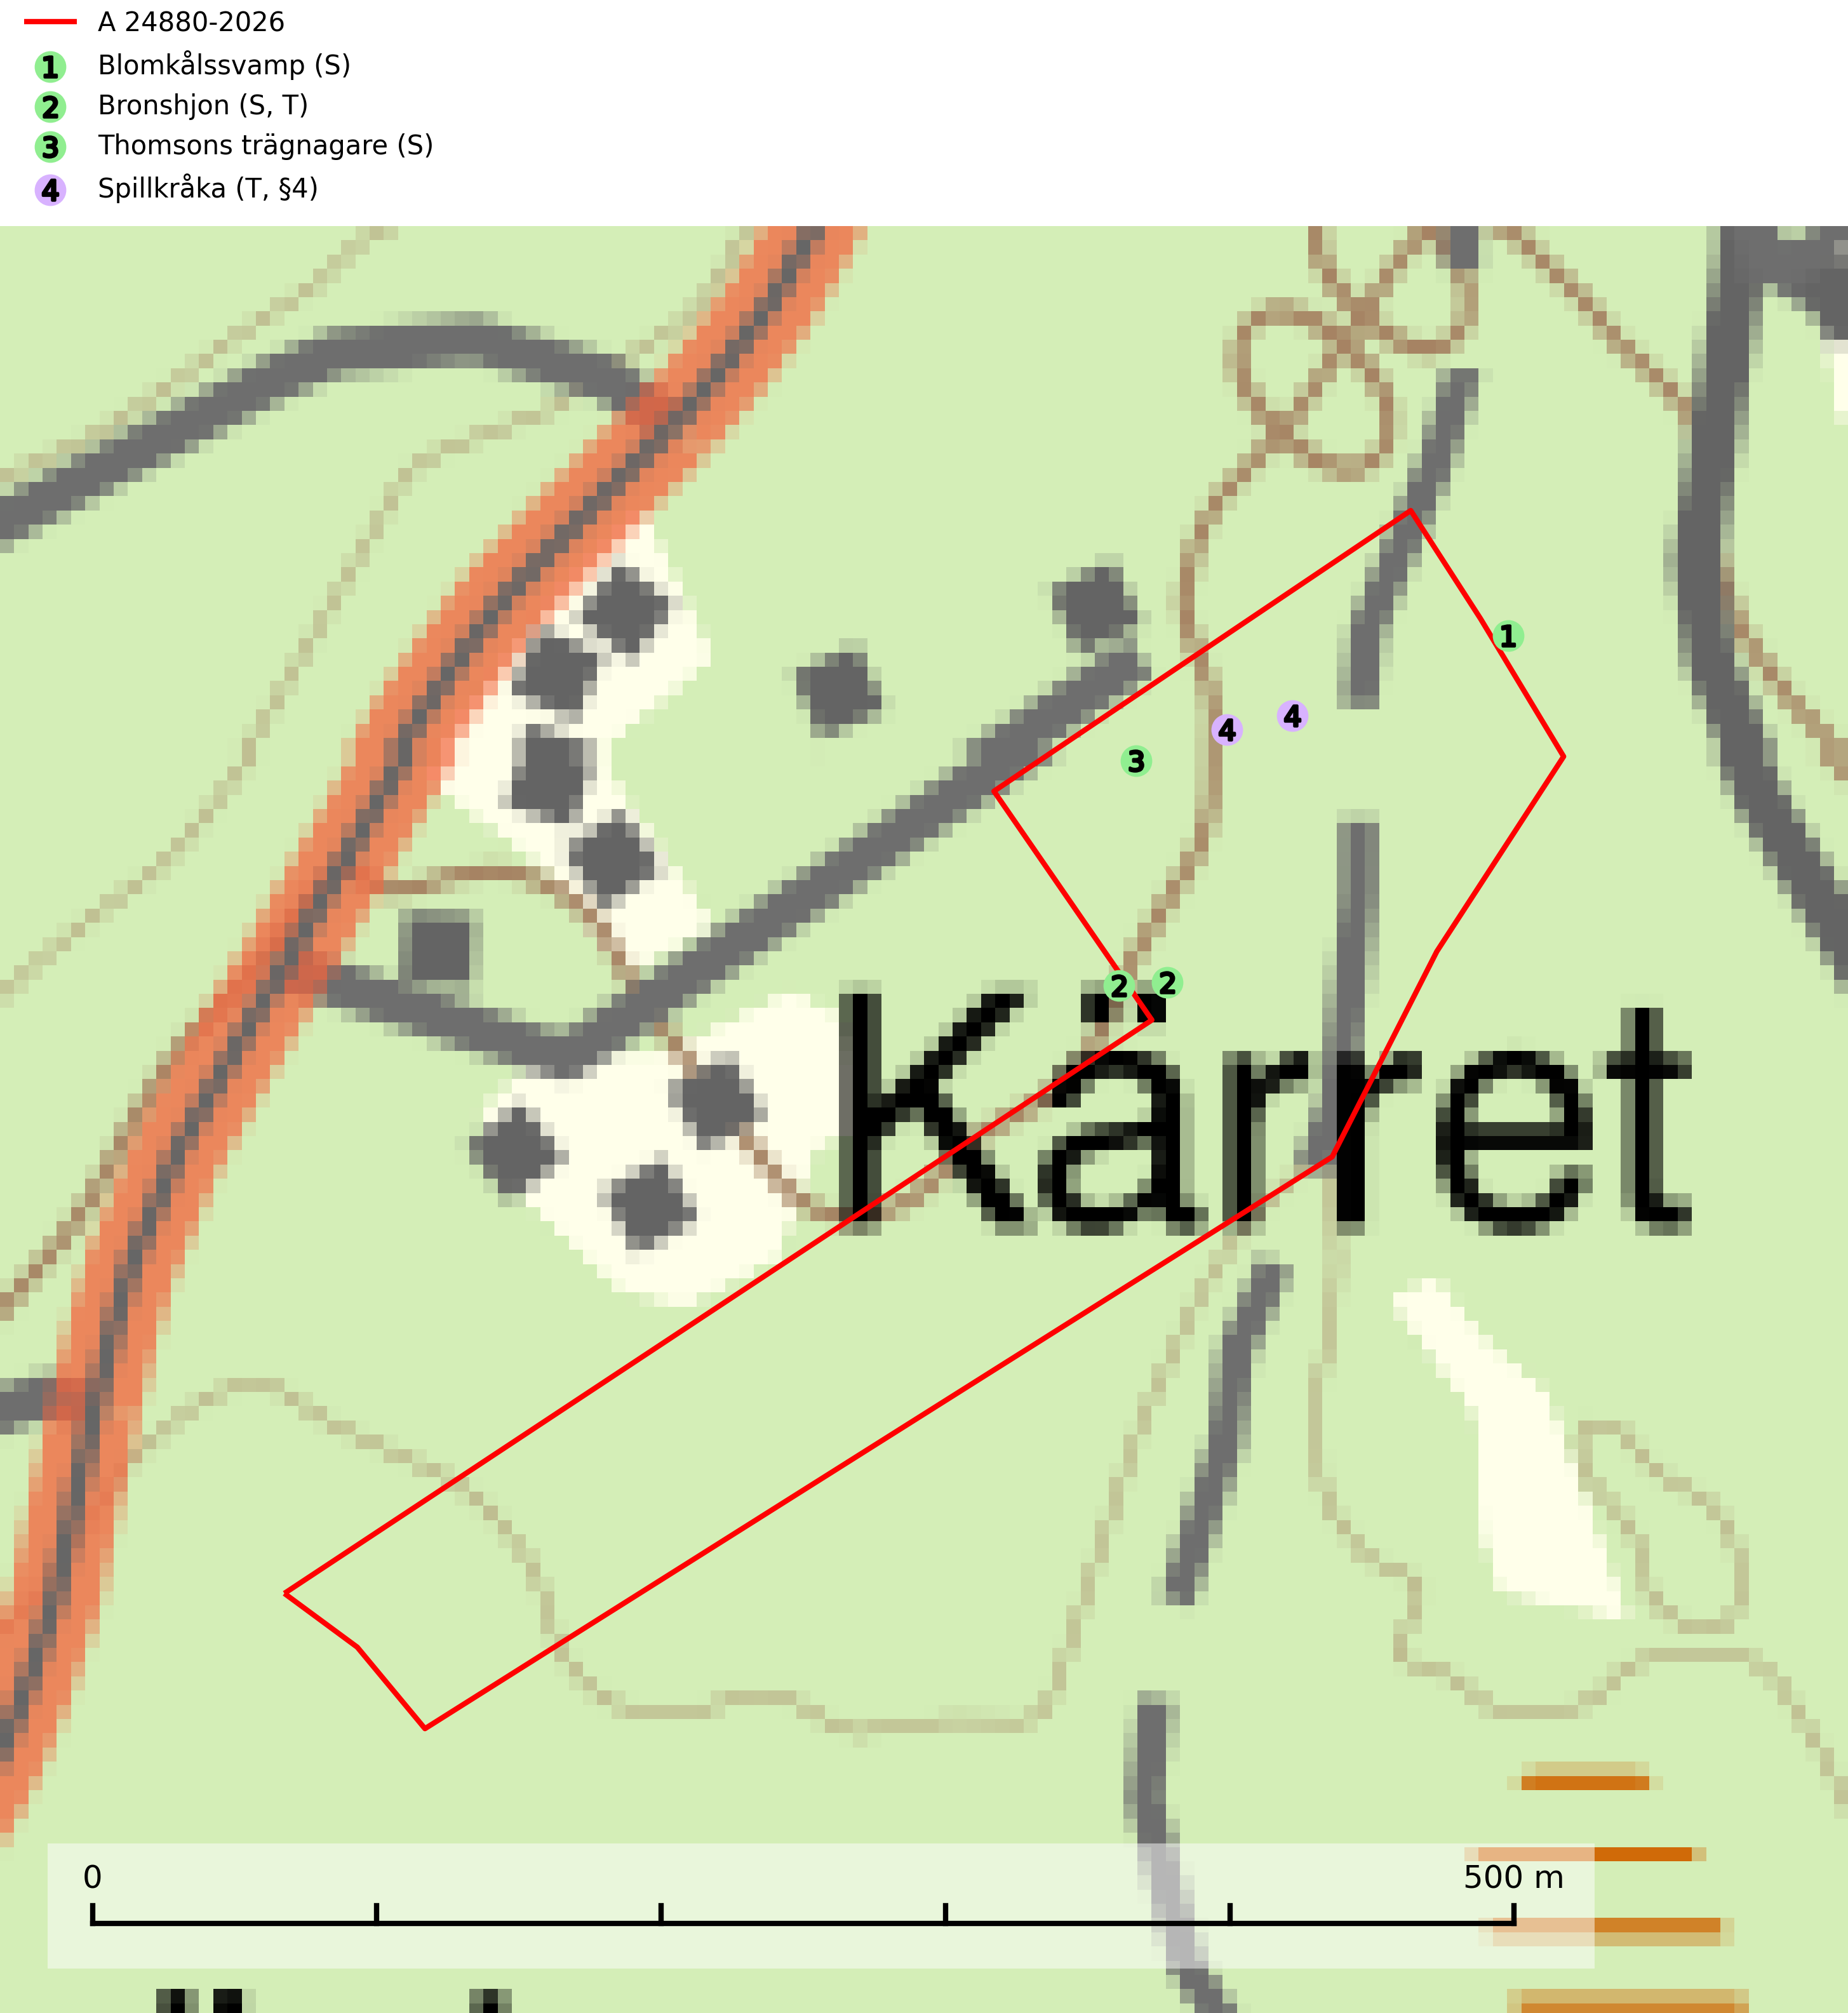 A 24880-2026
1 Blomkålssvamp (S)
2 Bronshjon (S, T)
3 Thomsons trägnagare (S)
4 Spillkråka (T, §4)
1
4
4
3
2
2
Kärret
0
500 m